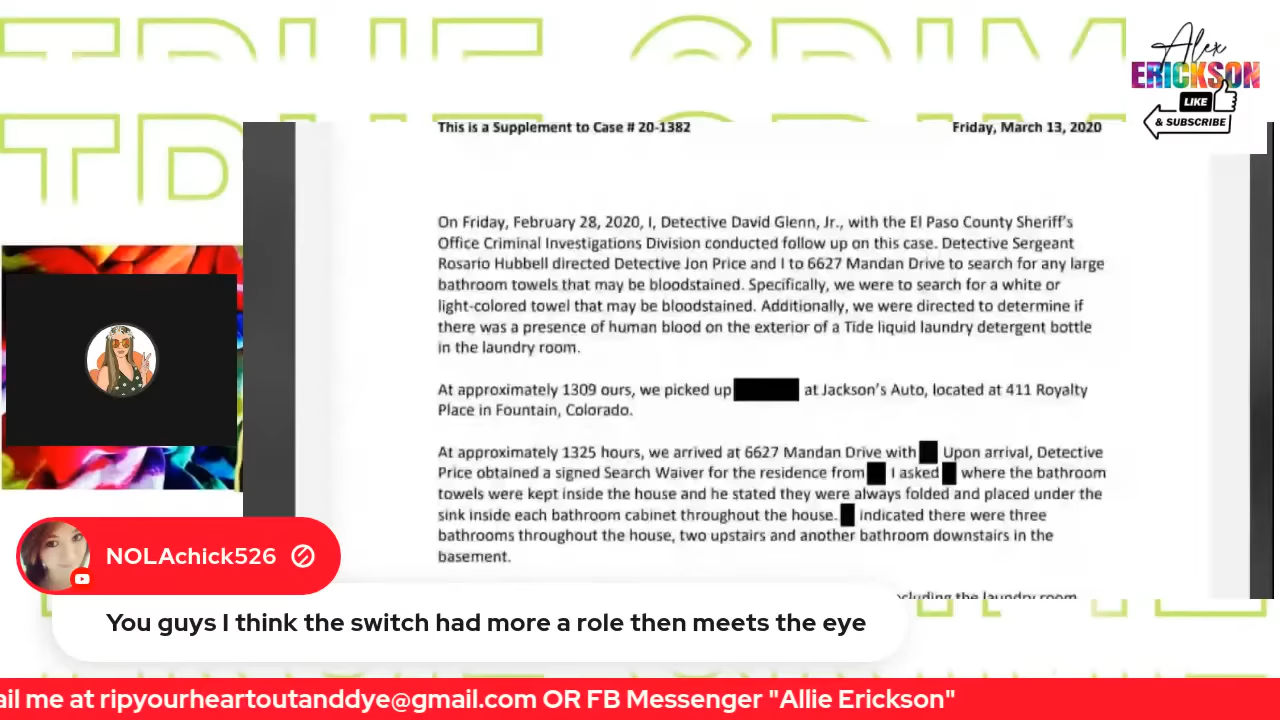 TRUE CRIM
Alex
ERICKSON
LIKE
& SUBSCRIBE
TRUE CRIM
This is a Supplement to Case # 20-1382 Friday, March 13, 2020
On Friday, February 28, 2020, I, Detective David Glenn, Jr., with the El Paso County Sheriff's
Office Criminal Investigations Division conducted follow up on this case. Detective Sergeant
Rosario Hubbell directed Detective Jon Price and I to 6627 Mandan Drive to search for any large
bathroom towels that may be bloodstained. Specifically, we were to search for a white or
light-colored towel that may be bloodstained. Additionally, we were directed to determine if
there was a presence of human blood on the exterior of a Tide liquid laundry detergent bottle
in the laundry room.
At approximately 1309 ours, we picked up at Jackson's Auto, located at 411 Royalty
Place in Fountain, Colorado.
At approximately 1325 hours, we arrived at 6627 Mandan Drive with Upon arrival, Detective
Price obtained a signed Search Waiver for the residence from I asked where the bathroom
towels were kept inside the house and he stated they were always folded and placed under the
sink inside each bathroom cabinet throughout the house. indicated there were three
bathrooms throughout the house, two upstairs and another bathroom downstairs in the
basement.
including the laundry room
NOLAchick526
You guys I think the switch had more a role then meets the eye
ail me at ripyourheartoutanddye@gmail.com OR FB Messenger "Allie Erickson"